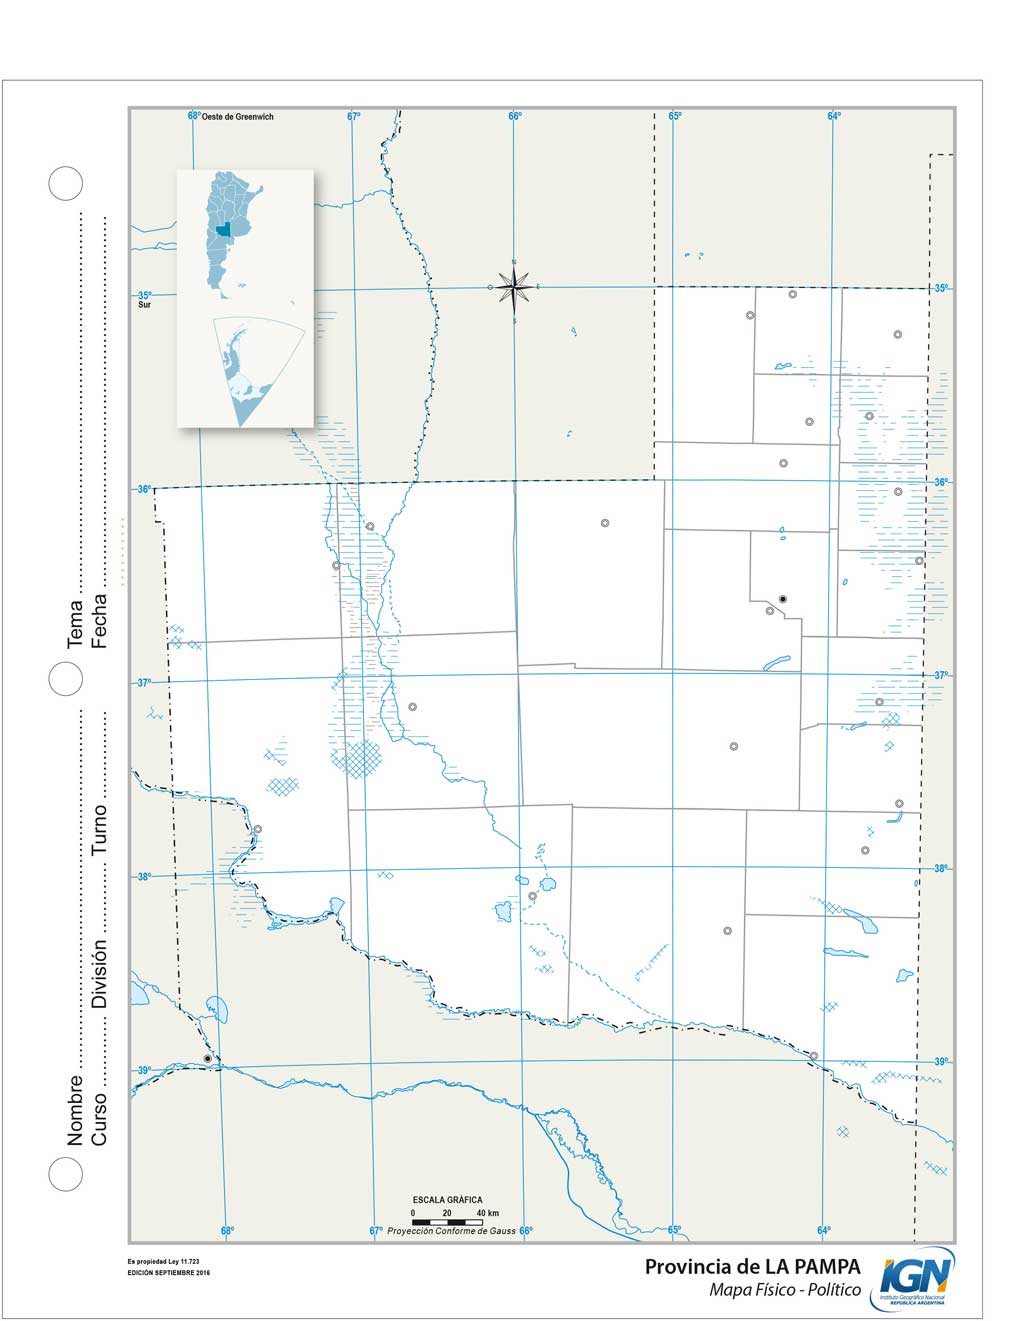 68° Oeste de Greenwich
67°
66°
65°
64°
35°
Sur
35°
N
O
E
S
36°
36°
37°
37°
38°
38°
39°
39°
68°
67°
66°
65°
64°
ESCALA GRÁFICA
0 20 40 km
Proyección Conforme de Gauss
Nombre ........ Tema ........
Curso ........ División ........ Turno ........ Fecha ........
Es propiedad Ley 11.723
EDICIÓN SEPTIEMBRE 2016
Provincia de LA PAMPA
Mapa Físico - Político
IGN
Instituto Geográfico Nacional
REPÚBLICA ARGENTINA